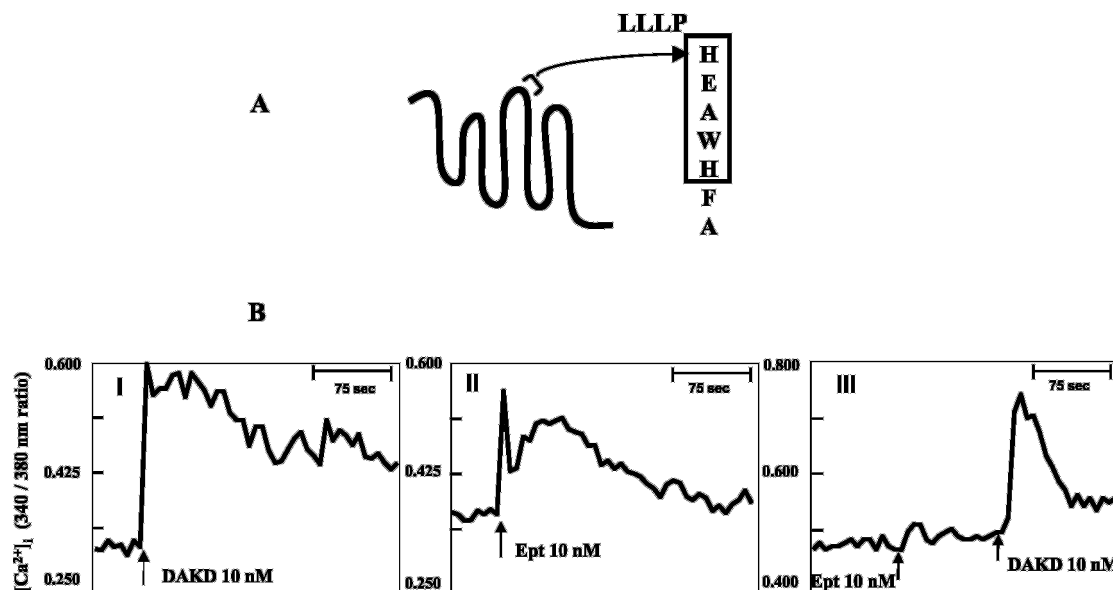 LLLP
A
H
E
A
W
H
F
A
B
0.600
0.425
0.250
[Ca²⁺]i (340 / 380 nm ratio)
I
75 sec
DAKD 10 nM
0.600
0.425
0.250
II
75 sec
Ept 10 nM
0.800
0.600
0.400
III
75 sec
Ept 10 nM
DAKD 10 nM